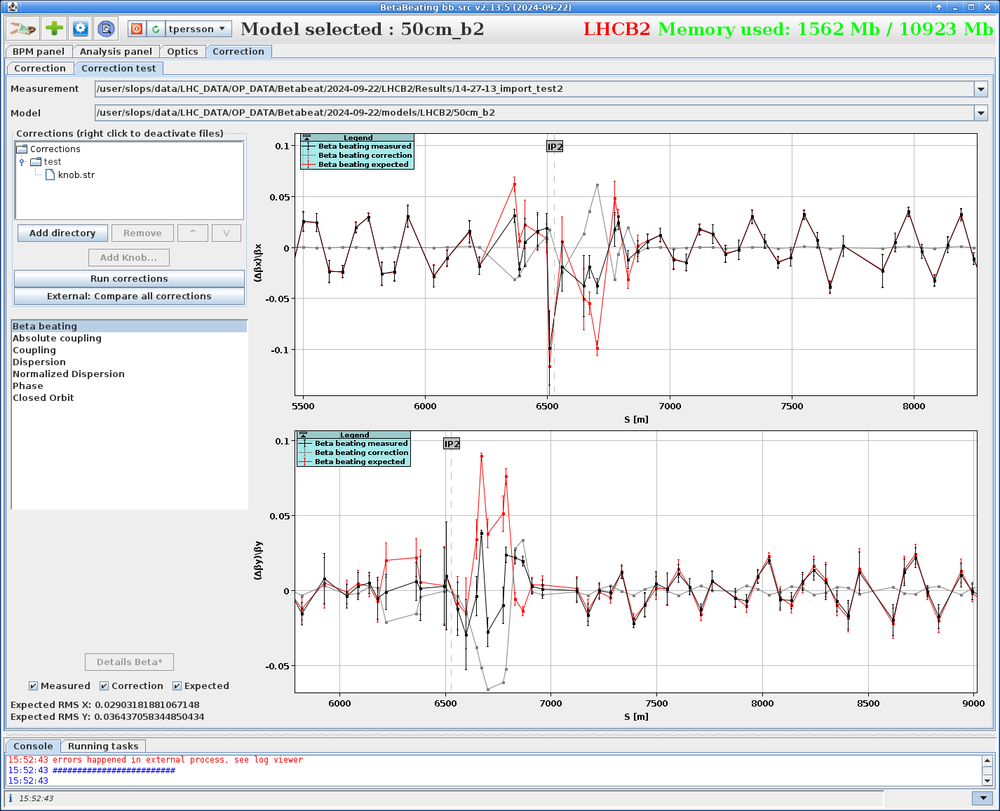 BetaBeating bb.src v2.13.5 (2024-09-22)
tpersson
Model selected : 50cm_b2
LHCB2 Memory used: 1562 Mb / 10923 Mb
BPM panel Analysis panel Optics Correction
Correction Correction test
Measurement /user/slops/data/LHC_DATA/OP_DATA/Betabeat/2024-09-22/LHCB2/Results/14-27-13_import_test2
Model /user/slops/data/LHC_DATA/OP_DATA/Betabeat/2024-09-22/models/LHCB2/50cm_b2
Corrections (right click to deactivate files)
Corrections
test
knob.str
Add directory Remove ^ V
Add Knob...
Run corrections
External: Compare all corrections
Beta beating
Absolute coupling
Coupling
Dispersion
Normalized Dispersion
Phase
Closed Orbit
Details Beta*
Measured Correction Expected
Expected RMS X: 0.02903181881067148
Expected RMS Y: 0.036437058344850434
Legend
Beta beating measured
Beta beating correction
Beta beating expected
IP2
0.1
0.05
0
-0.05
-0.1
(Δβx)\βx
5500 6000 6500 7000 7500 8000
S [m]
Legend
Beta beating measured
Beta beating correction
Beta beating expected
IP2
0.1
0.05
0
-0.05
(Δβy)\βy
6000 6500 7000 7500 8000 8500 9000
S [m]
Console Running tasks
15:52:43 errors happened in external process, see log viewer
15:52:43 #########################
15:52:43
15:52:43